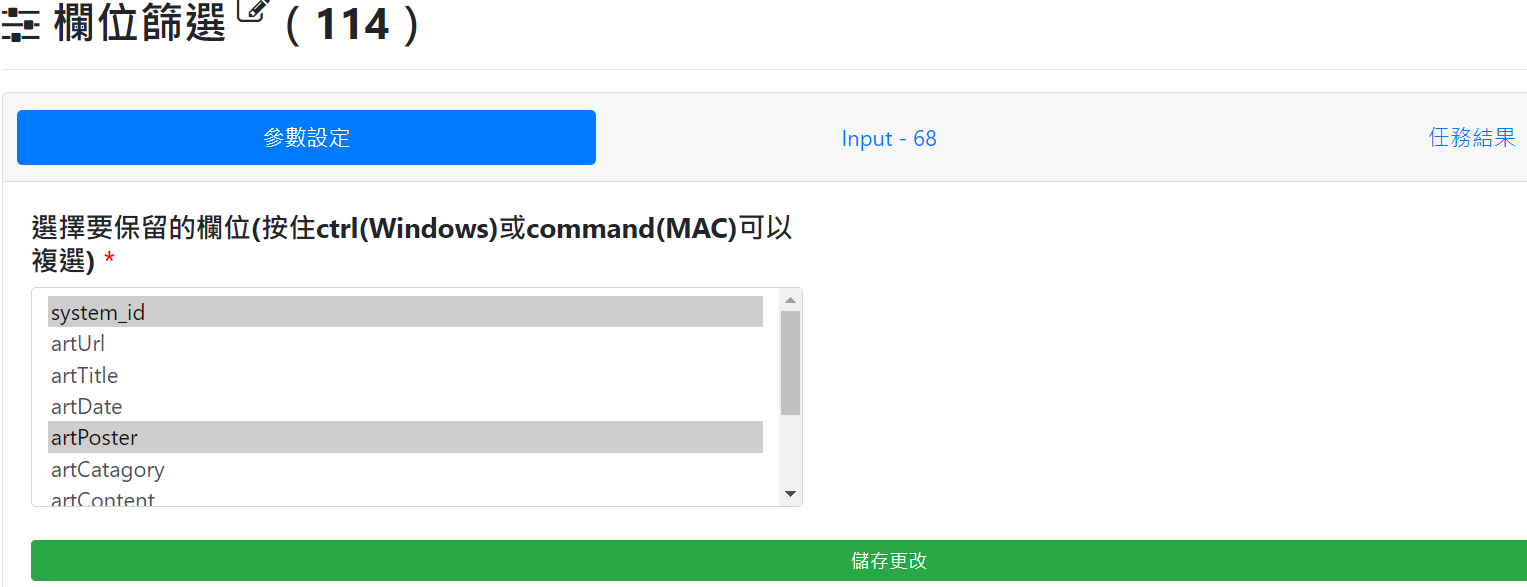 欄位篩選 ( 114 )
參數設定 Input - 68 任務結果
選擇要保留的欄位(按住ctrl(Windows)或command(MAC)可以
複選) *
system_id
artUrl
artTitle
artDate
artPoster
artCatagory
artContent
儲存更改